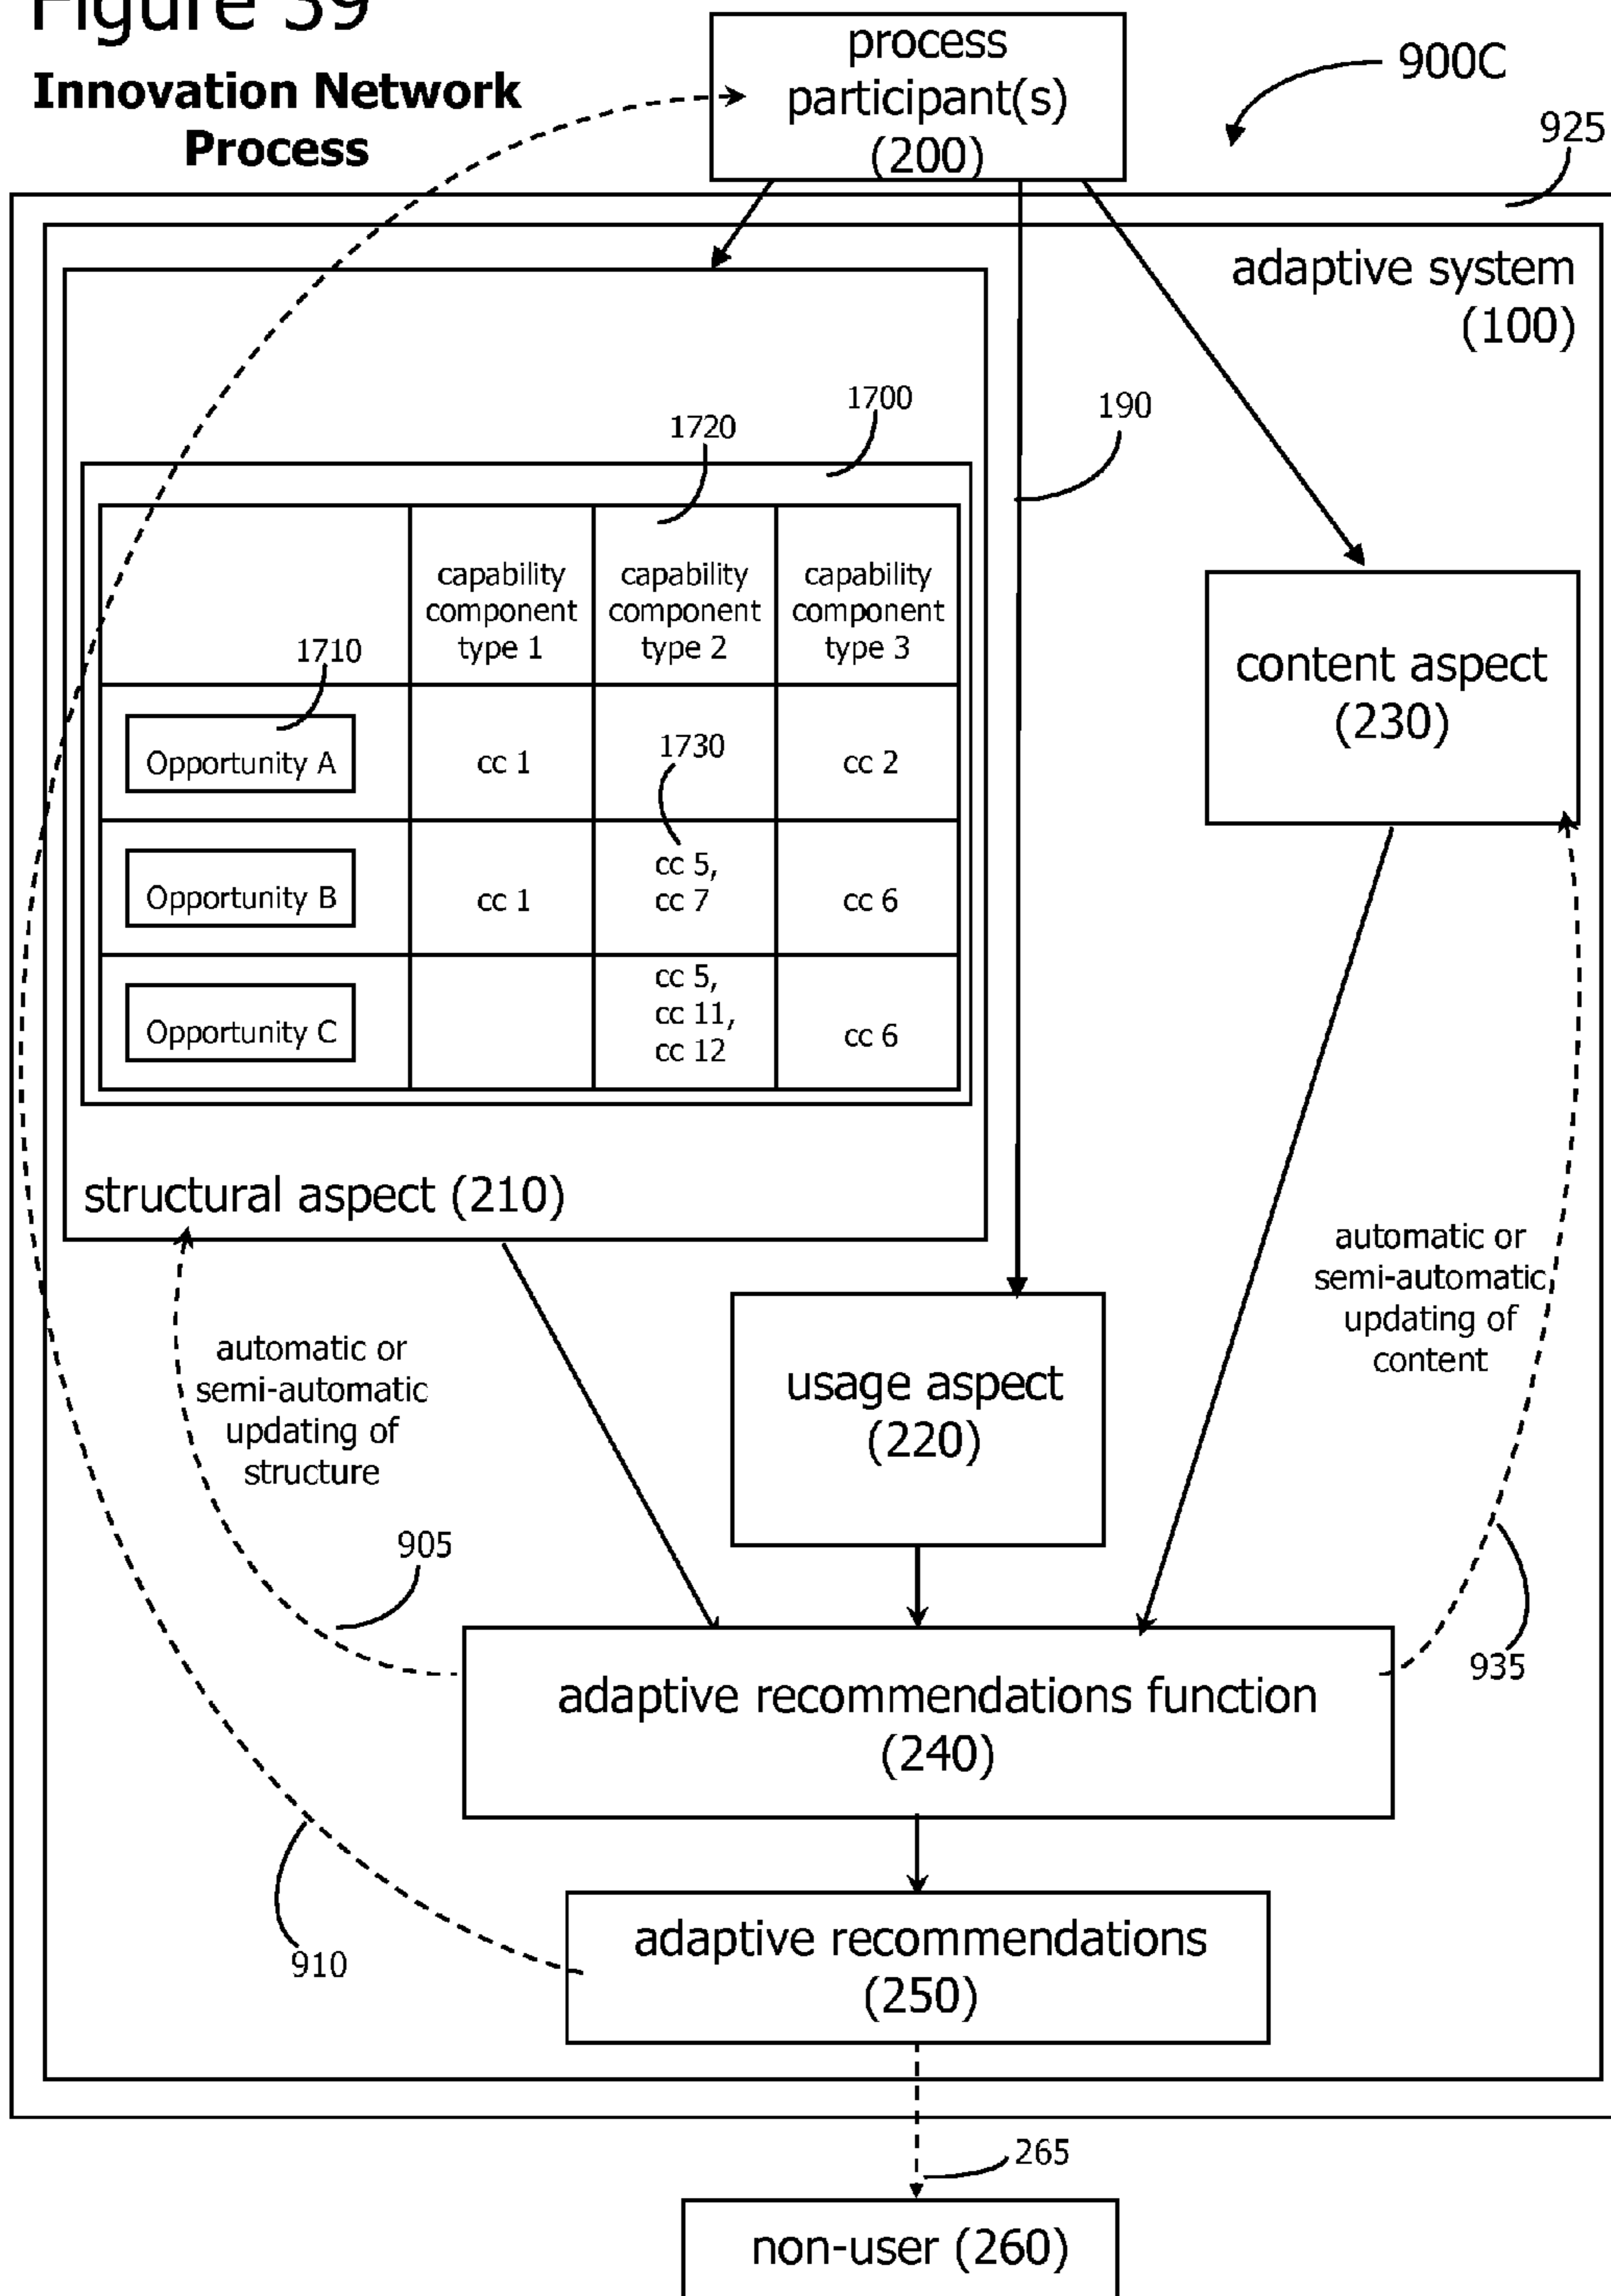 Figure 39
Innovation Network
Process
process
participant(s)
(200)
900C
925
adaptive system
(100)
190
1700
1720
capability
component
type 1
capability
component
type 2
capability
component
type 3
1710
Opportunity A
cc 1
1730
cc 2
Opportunity B
cc 1
cc 5,
cc 7
cc 6
Opportunity C
cc 5,
cc 11,
cc 12
cc 6
structural aspect (210)
content aspect
(230)
automatic or
semi-automatic
updating of
content
usage aspect
(220)
automatic or
semi-automatic
updating of
structure
905
935
adaptive recommendations function
(240)
910
adaptive recommendations
(250)
265
non-user (260)